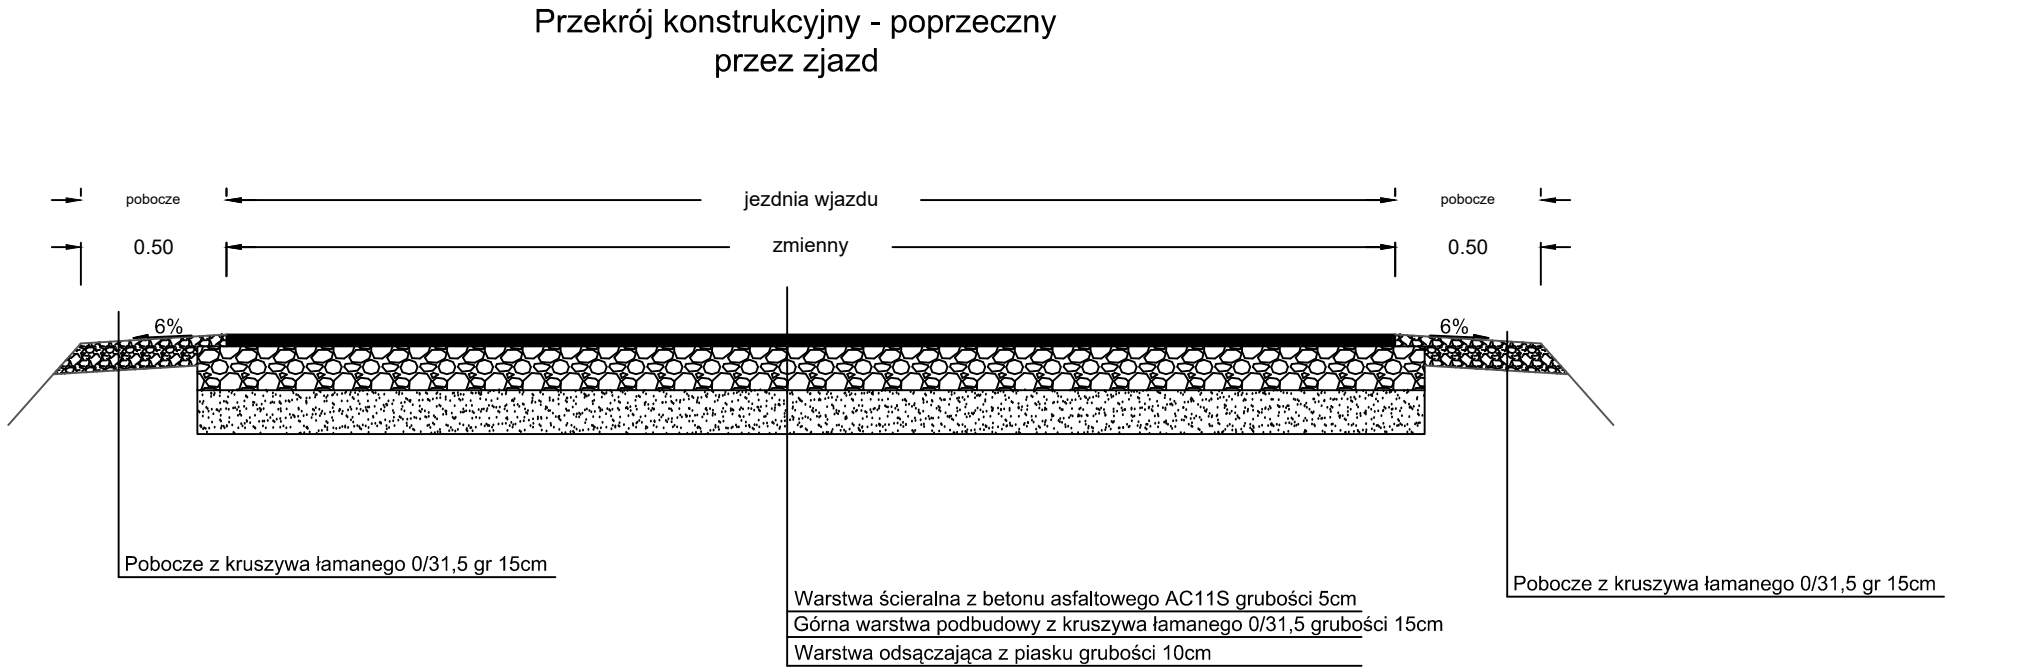 Przekrój konstrukcyjny - poprzeczny
przez zjazd
pobocze
jezdnia wjazdu
pobocze
0.50
zmienny
0.50
6%
6%
Pobocze z kruszywa łamanego 0/31,5 gr 15cm
Pobocze z kruszywa łamanego 0/31,5 gr 15cm
Warstwa ścieralna z betonu asfaltowego AC11S grubości 5cm
Górna warstwa podbudowy z kruszywa łamanego 0/31,5 grubości 15cm
Warstwa odsączająca z piasku grubości 10cm